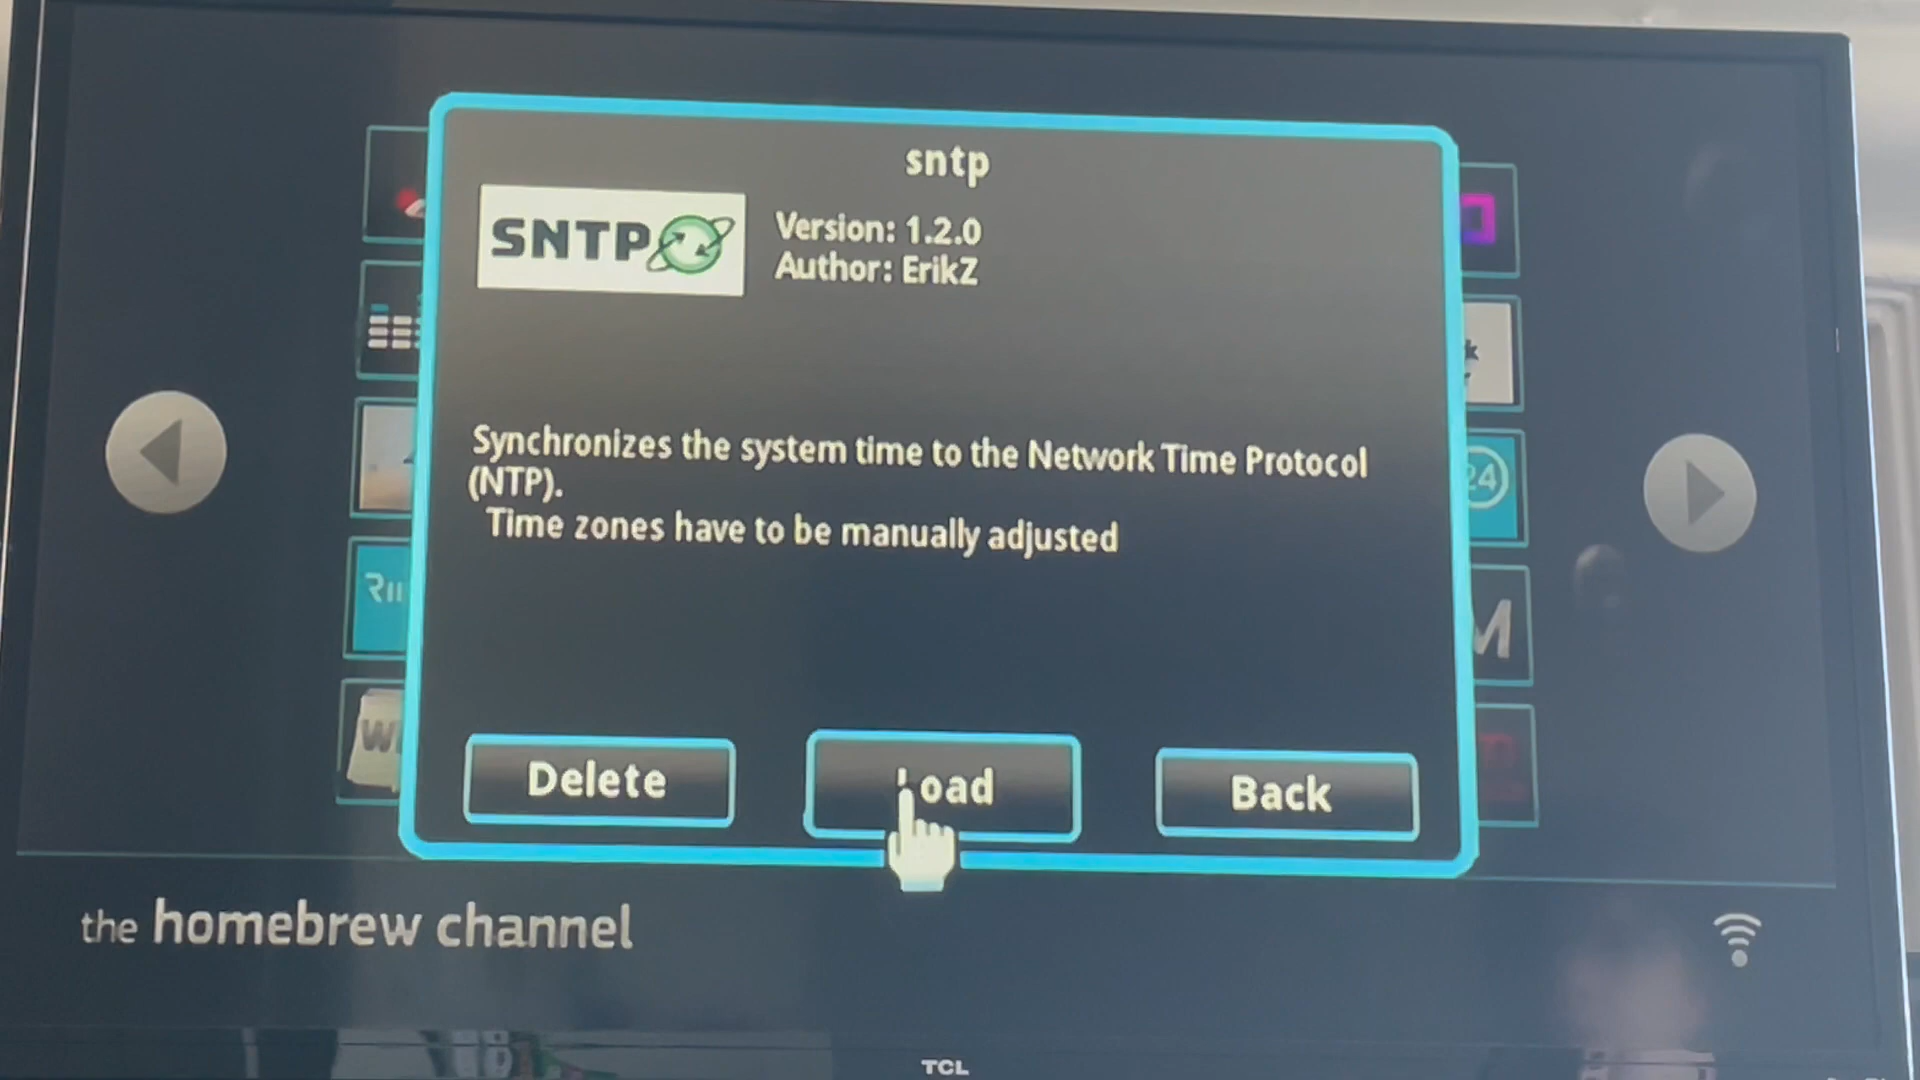 sntp
SNTP
Version: 1.2.0
Author: ErikZ
Synchronizes the system time to the Network Time Protocol
(NTP).
Time zones have to be manually adjusted
Delete
Load
Back
24
M
the homebrew channel
TCL